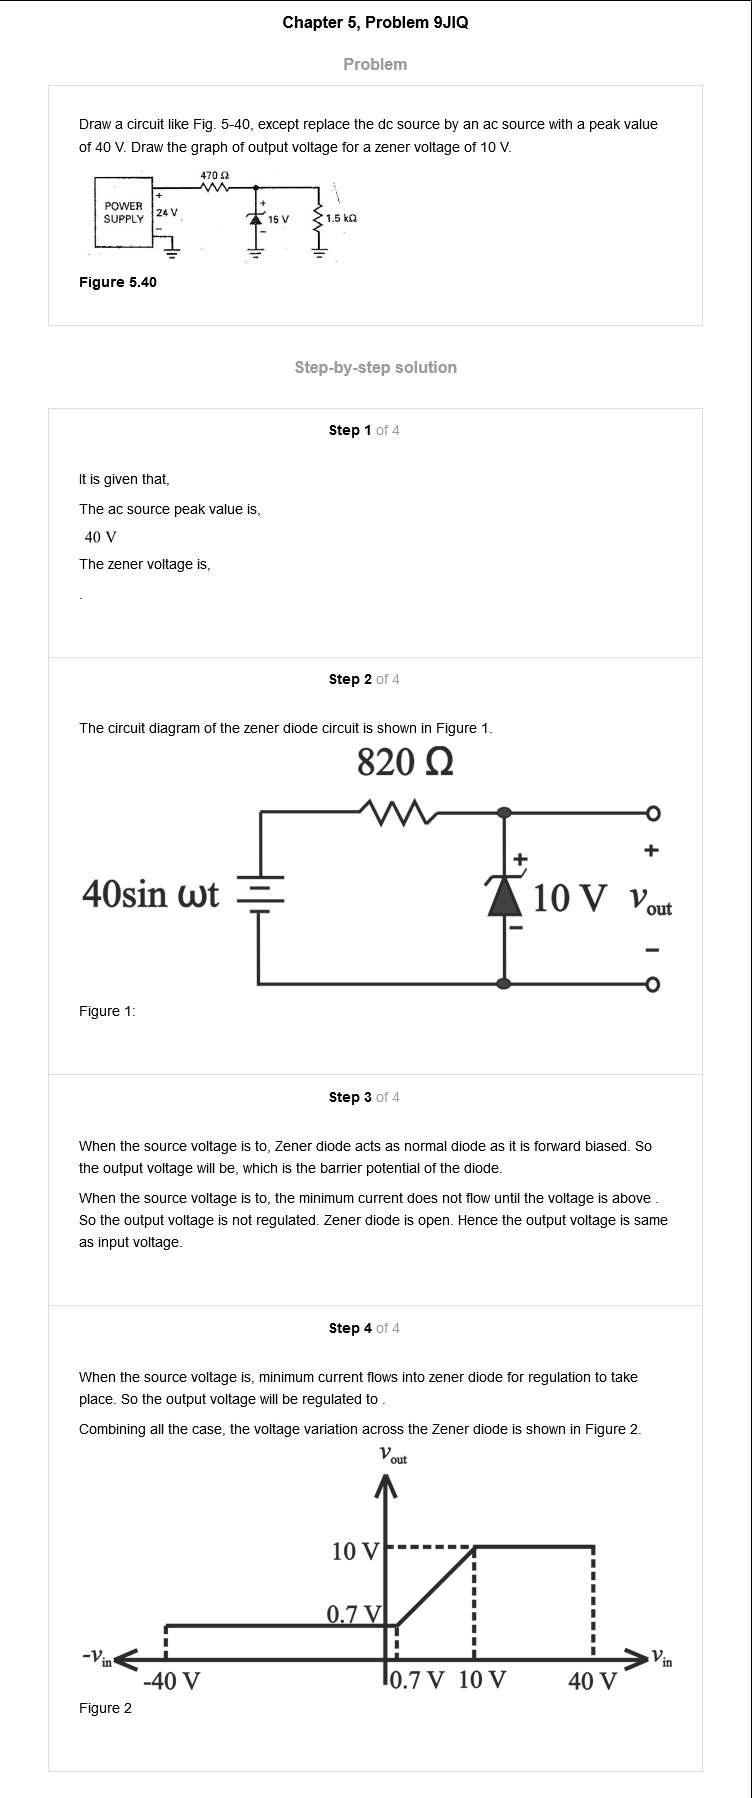 Chapter 5, Problem 9JIQ
Problem
Draw a circuit like Fig. 5-40, except replace the dc source by an ac source with a peak value
of 40 V. Draw the graph of output voltage for a zener voltage of 10 V.
470 Ω
POWER
SUPPLY
+
24 V
−
+
15 V
−
1.5 kΩ
Figure 5.40
Step-by-step solution
Step 1 of 4
It is given that,
The ac source peak value is,
40 V
The zener voltage is,
.
Step 2 of 4
The circuit diagram of the zener diode circuit is shown in Figure 1.
820 Ω
40sin ωt
+
10 V
−
+
vout
−
Figure 1:
Step 3 of 4
When the source voltage is to, Zener diode acts as normal diode as it is forward biased. So
the output voltage will be, which is the barrier potential of the diode.
When the source voltage is to, the minimum current does not flow until the voltage is above .
So the output voltage is not regulated. Zener diode is open. Hence the output voltage is same
as input voltage.
Step 4 of 4
When the source voltage is, minimum current flows into zener diode for regulation to take
place. So the output voltage will be regulated to .
Combining all the case, the voltage variation across the Zener diode is shown in Figure 2.
vout
10 V
0.7 V
-vin
vin
-40 V
0.7 V 10 V 40 V
Figure 2